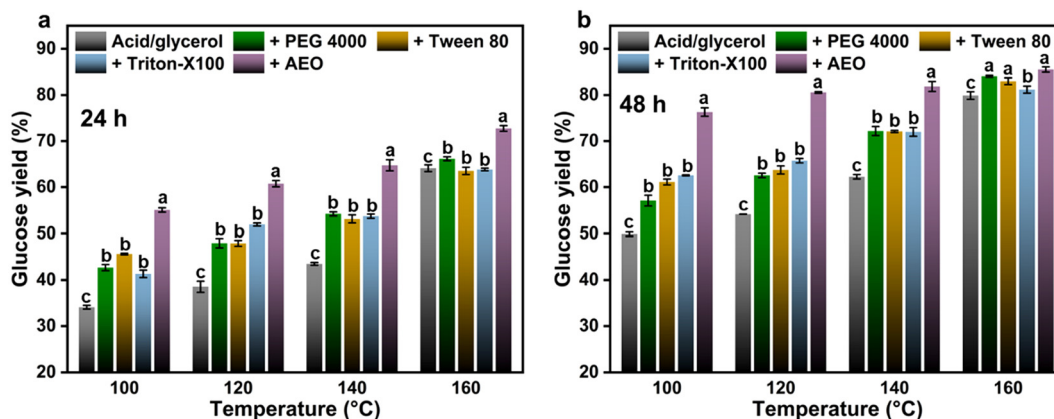 a
Acid/glycerol + PEG 4000 + Tween 80
+ Triton-X100 + AEO
24 h
Glucose yield (%)
90
80
70
60
50
40
30
20
c b b b a
c b b b a
c b b b a
c b b b a
100 120 140 160
Temperature (°C)
b
Acid/glycerol + PEG 4000 + Tween 80
+ Triton-X100 + AEO
48 h
Glucose yield (%)
90
80
70
60
50
40
30
20
c b b b a
c b b b a
c b b b a
c a a b a
100 120 140 160
Temperature (°C)